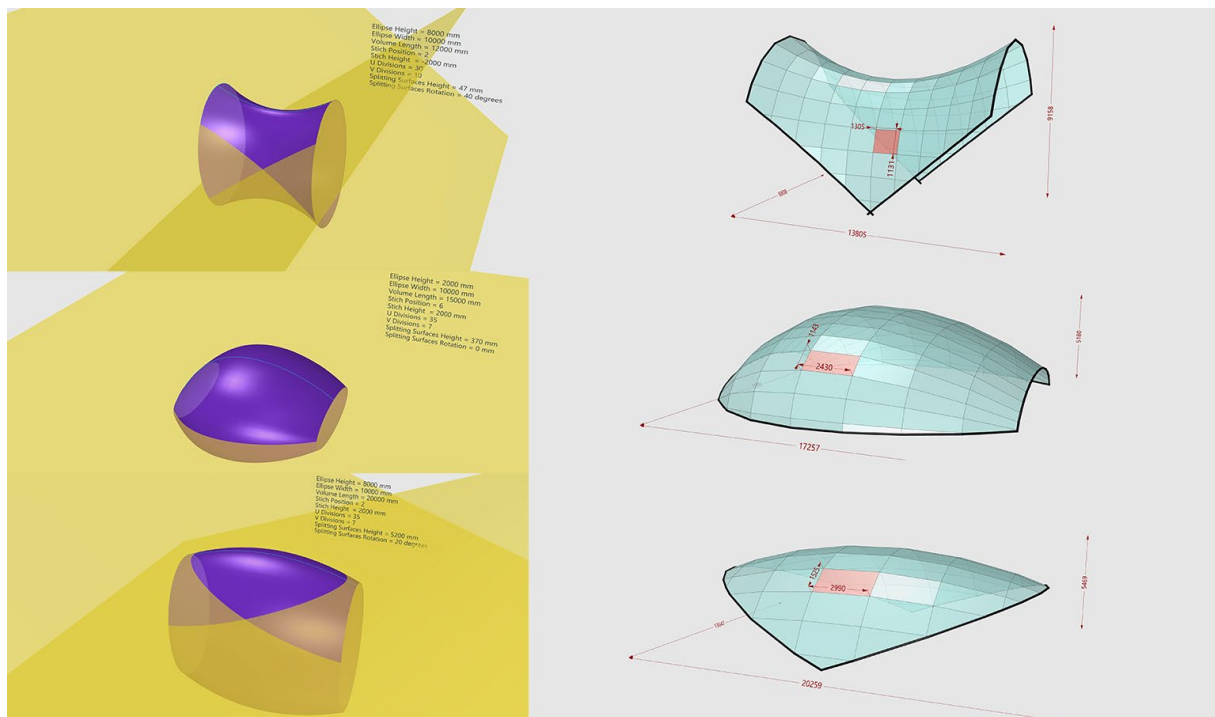 Ellipse Height = 8000 mm
Ellipse Width = 10000 mm
Volume Length = 12000 mm
Stich Position = 2
Stich Height = -2000 mm
U Divisions = 30
V Divisions = 10
Splitting Surfaces Height = 47 mm
Splitting Surfaces Rotation = 40 degrees
1305
1131
9158
13805
Ellipse Height = 2000 mm
Ellipse Width = 10000 mm
Volume Length = 15000 mm
Stich Position = 6
Stich Height = 2000 mm
U Divisions = 35
V Divisions = 7
Splitting Surfaces Height = 370 mm
Splitting Surfaces Rotation = 0 mm
1143
2430
5180
17257
Ellipse Height = 8000 mm
Ellipse Width = 10000 mm
Volume Length = 20000 mm
Stich Position = 2
Stich Height = 2000 mm
U Divisions = 35
V Divisions = 7
Splitting Surfaces Height = 5200 mm
Splitting Surfaces Rotation = 20 degrees
1525
2990
5469
20259